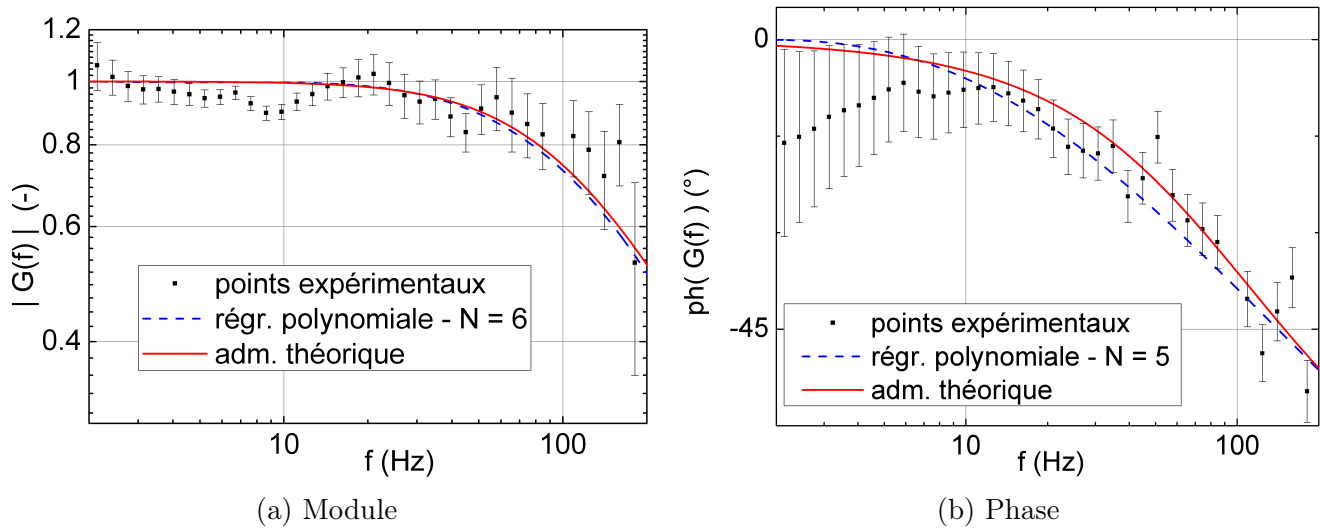 1.2
1
0.8
0.6
0.4
| G(f) | (-)
points expérimentaux
régr. polynomiale - N = 6
adm. théorique
10
100
f (Hz)
(a) Module
0
-45
ph( G(f) ) (°)
points expérimentaux
régr. polynomiale - N = 5
adm. théorique
10
100
f (Hz)
(b) Phase